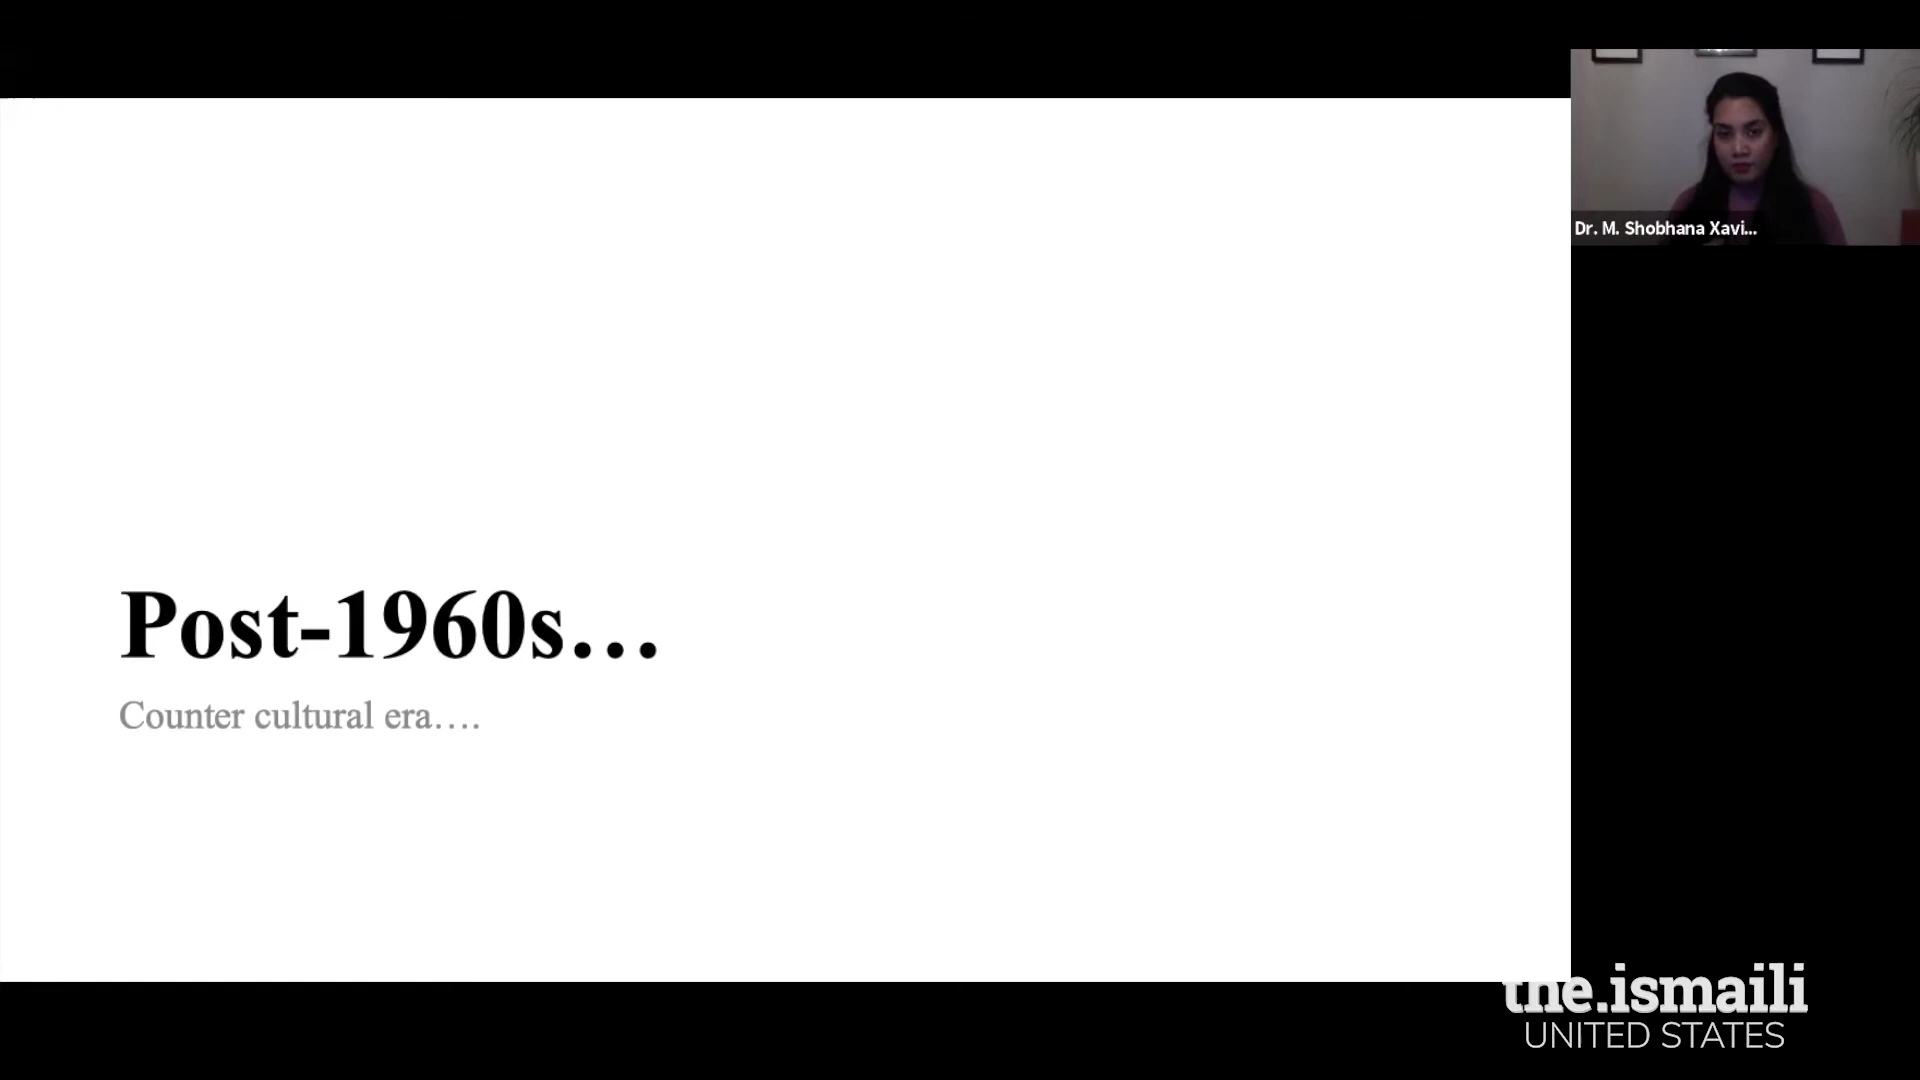 Dr. M. Shobhana Xavi...
Post-1960s...
Counter cultural era....
the.ismaili
UNITED STATES